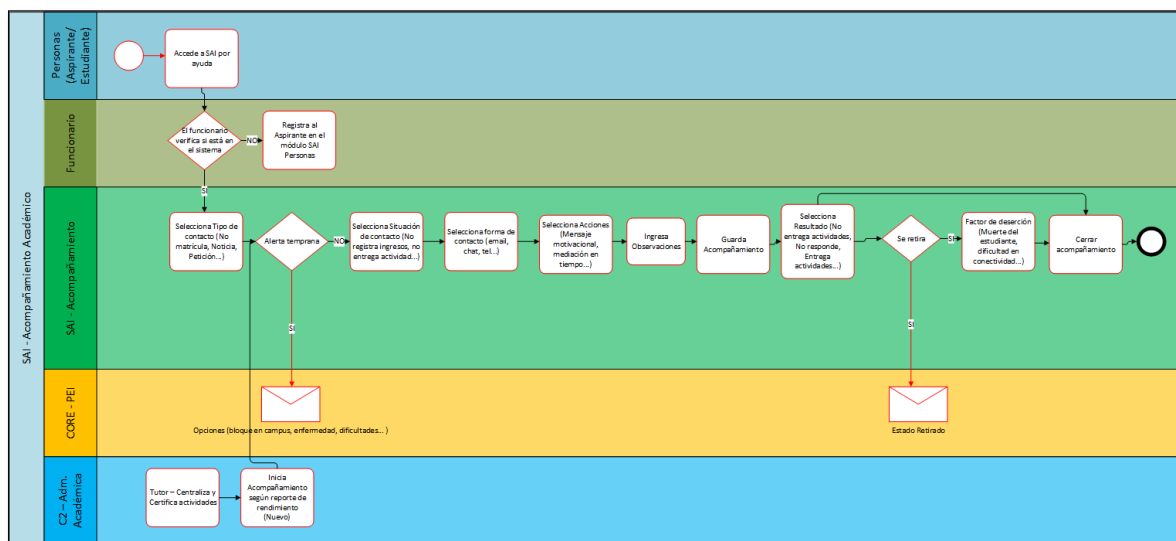 SAI - Acompañamiento Académico
Personas
(Aspirante/
Estudiante)
Accede a SAI por
ayuda
Funcionário
El funcionario
verifica si está en
el sistema
NO
Registra al
Aspirante en el
módulo SAI
Personas
SI
SAI - Acompañamiento
Selecciona Tipo de
contacto (No
matricula, Noticia,
Petición...)
Alerta temprana
NO
Selecciona Situación
de contacto (No
registra ingresos, no
entrega actividad...)
Selecciona forma de
contacto (email,
chat, tel...)
Selecciona Acciones
(Mensaje
motivacional,
mediación en
tiempo...)
Ingresa
Observaciones
Guarda
Acompañamiento
Selecciona
Resultado (No
entrega actividades,
No responde,
Entrega
actividades...)
Se retira
SI
Factor de deserción
(Muerte del
estudiante,
dificultad en
conectividad...)
Cerrar
acompañamiento
SI
SI
CORE - PEI
Opciones (bloque en campus, enfermedad, dificultades... )
Estado Retirado
C2 – Adm.
Académica
Tutor – Centraliza y
Certifica actividades
Inicia
Acompañamiento
según reporte de
rendimiento
(Nuevo)